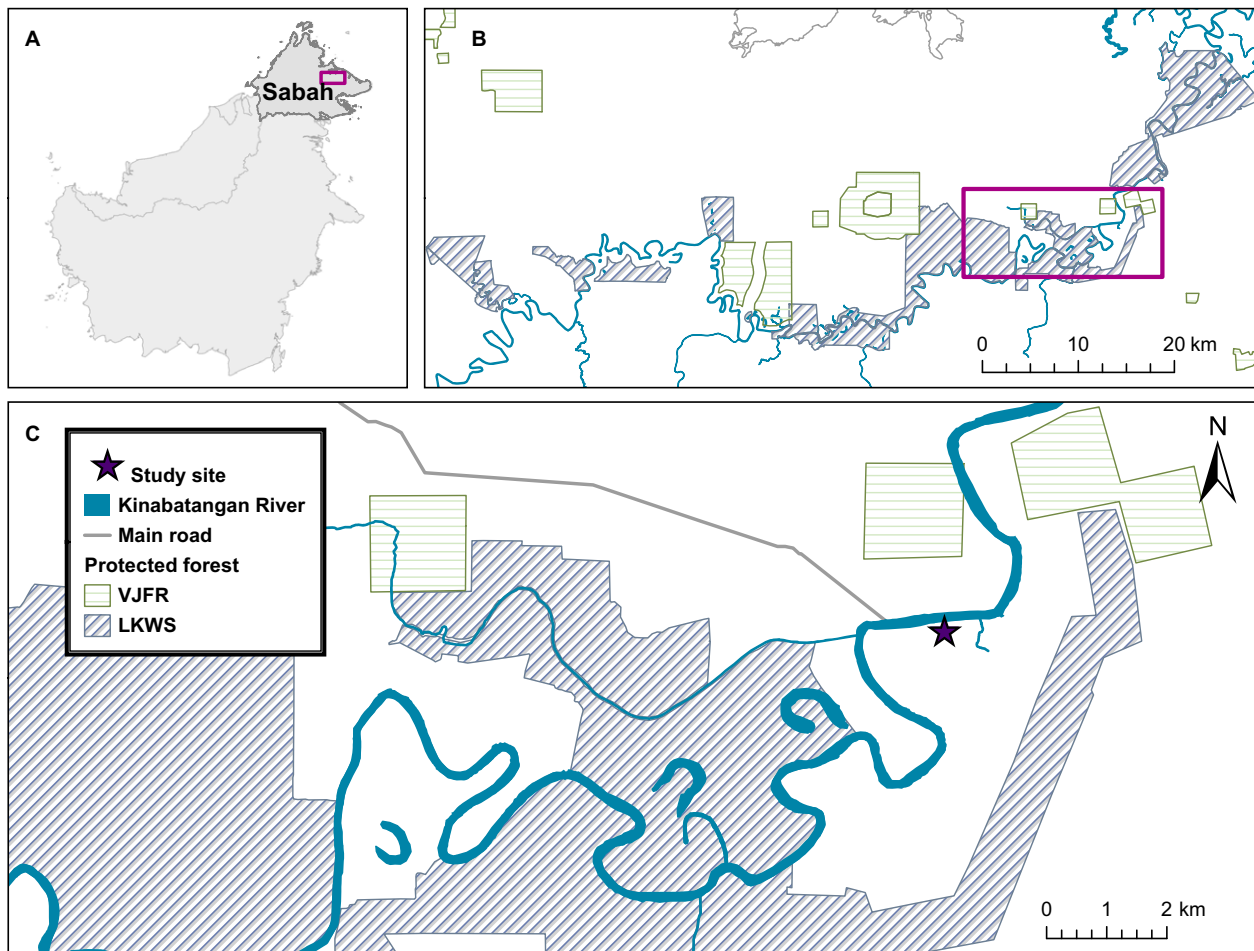 A
Sabah
B
0 10 20 km
C
Study site
Kinabatangan River
Main road
Protected forest
VJFR
LKWS
N
0 1 2 km